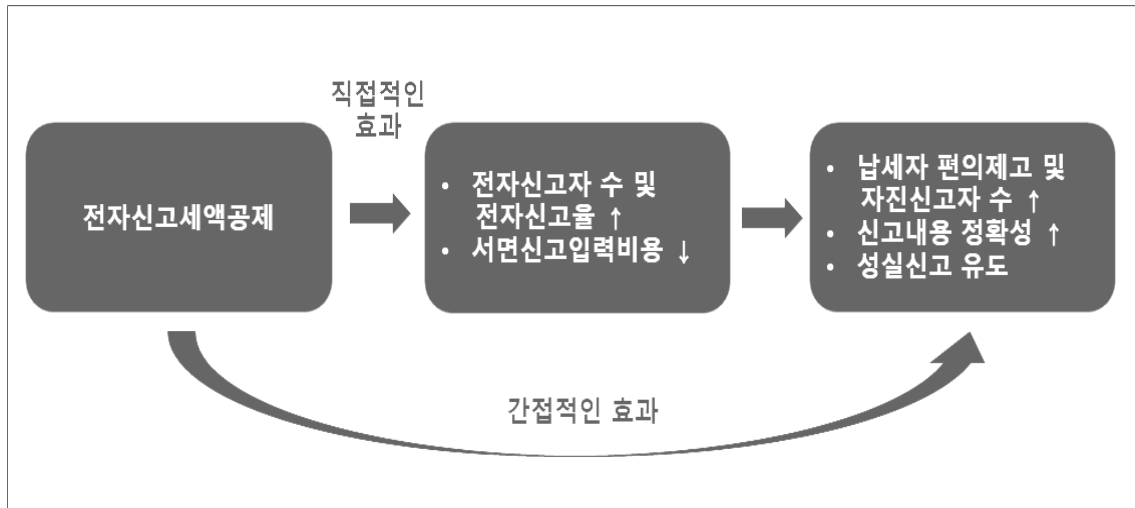 직접적인
효과
전자신고세액공제
• 전자신고자 수 및
전자신고율 ↑
• 서면신고입력비용 ↓
• 납세자 편의제고 및
자진신고자 수 ↑
• 신고내용 정확성 ↑
• 성실신고 유도
간접적인 효과